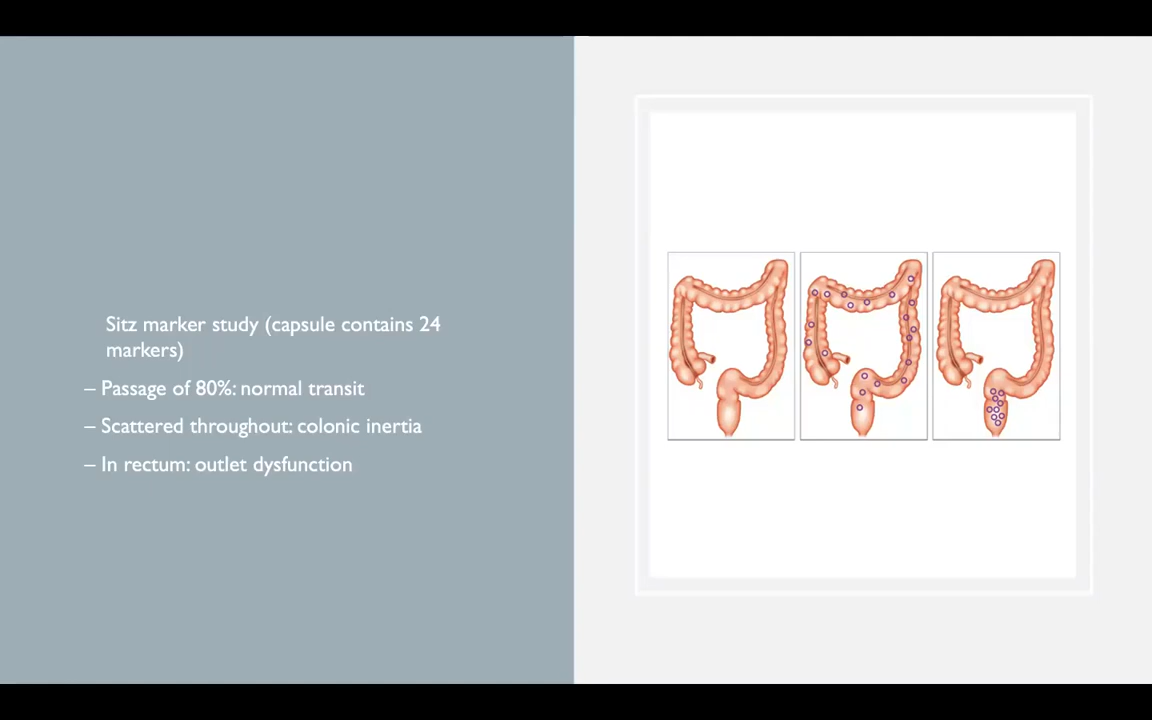 Sitz marker study (capsule contains 24
markers)
– Passage of 80%: normal transit
– Scattered throughout: colonic inertia
– In rectum: outlet dysfunction